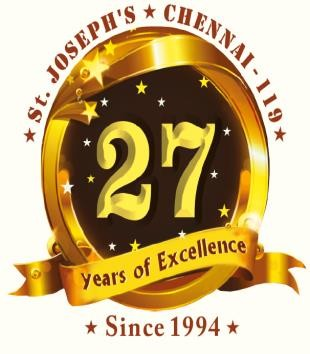 ★ St. JOSEPH'S ★ CHENNAI - 119 ★
27
Years of Excellence
★ Since 1994 ★